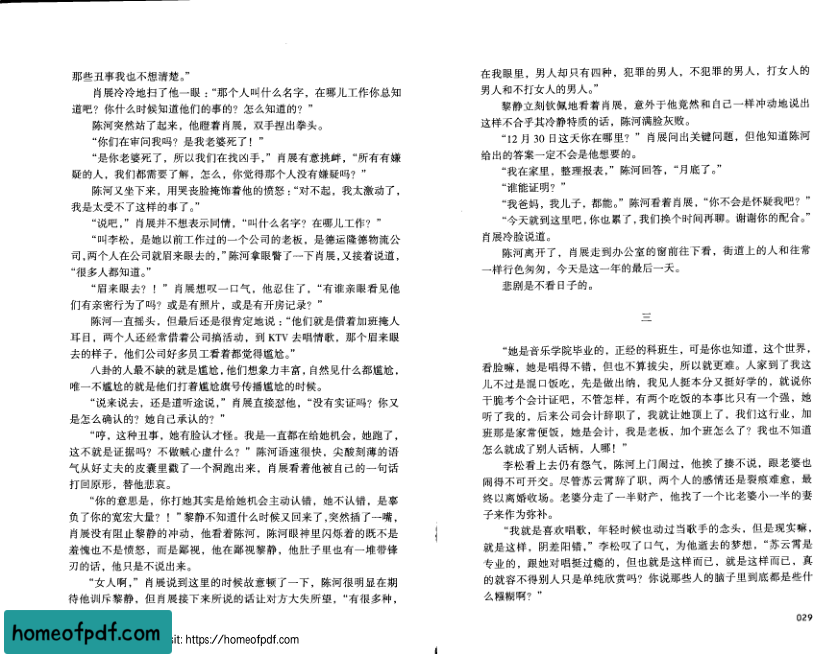 那些丑事我也不想清楚。”
肖展冷冷地扫了他一眼：“那个人叫什么名字，在哪儿工作你总知
道吧？你什么时候知道他们的事的？怎么知道的？”
陈河突然站了起来，他瞪着肖展，双手捏出拳头。
“你们在审问我吗？是我老婆死了！”
“是你老婆死了，所以我们在找凶手，”肖展有意挑衅，“所有有嫌
疑的人，我们都需要了解，怎么，你觉得那个人没有嫌疑吗？”
陈河又坐下来，用哭丧脸掩饰着他的愤怒：“对不起，我太激动了，
我是太受不了这样的事了。”
“说吧，”肖展并不想表示同情，“叫什么名字？在哪儿工作？”
“叫李松，是她以前工作过的一个公司的老板，是德运隆德物流公
司，两个人在公司就眉来眼去的，”陈河拿眼瞥了一下肖展，又接着说道，
“很多人都知道。”
“眉来眼去？！”肖展想叹一口气，他忍住了，“有谁亲眼看见他
们有亲密行为了吗？或是有照片，或是有开房记录？”
陈河一直摇头，但最后还是很肯定地说：“他们就是借着加班掩人
耳目，两个人还经常借着公司搞活动，到 KTV 去唱情歌，那个眉来眼
去的样子，他们公司好多员工看着都觉得尴尬。”
八卦的人最不缺的就是尴尬，他们想象力丰富，自然见什么都尴尬，
唯一不尴尬的就是他们打着尴尬旗号传播尴尬的时候。
“说来说去，还是道听途说，”肖展直接怼他，“没有实证吗？你又
是怎么确认的？她自己承认的？”
“哼，这种丑事，她有脸认才怪。我是一直都在给她机会，她跑了，
这不就是证据吗？不做贼心虚什么？”陈河语速很快，尖酸刻薄的语
气从好丈夫的皮囊里戳了一个洞跑出来，肖展看着他被自己的一句话
打回原形，替他悲哀。
“你的意思是，你打她其实是给她机会主动认错，她不认错，是辜
负了你的宽宏大量？！”黎静不知道什么时候又回来了，突然插了一嘴，
肖展没有阻止黎静的冲动，他看着陈河，陈河眼神里闪烁着的既不是
羞愧也不是愤怒，而是鄙视，他在鄙视黎静，他肚子里也有一堆带锋
刃的话，他只是不说出来。
“女人啊，”肖展说到这里的时候故意顿了一下，陈河很明显在期
待他训斥黎静，但肖展接下来所说的话让对方大失所望，“有很多种，
在我眼里，男人却只有四种，犯罪的男人，不犯罪的男人，打女人的
男人和不打女人的男人。”
黎静立刻钦佩地看着肖展，意外于他竟然和自己一样冲动地说出
这样不合乎其冷静特质的话，陈河满脸灰败。
“12 月 30 日这天你在哪里？”肖展问出关键问题，但他知道陈河
给出的答案一定不会是他想要的。
“我在家里，整理报表，”陈河回答，“月底了。”
“谁能证明？”
“我爸妈，我儿子，都能。”陈河看着肖展，“你不会是怀疑我吧？”
“今天就到这里吧，你也累了，我们换个时间再聊。谢谢你的配合。”
肖展冷脸说道。
陈河离开了，肖展走到办公室的窗前往下看，街道上的人和往常
一样行色匆匆，今天是这一年的最后一天。
悲剧是不看日子的。
三
“她是音乐学院毕业的，正经的科班生，可是你也知道，这个世界，
看脸嘛，她是唱得不错，但也不算拔尖，所以就更难。人家到了我这
儿不过是混口饭吃，先是做出纳，我见人挺本分又挺好学的，就说你
干脆考个会计证吧，不管怎样，有两个吃饭的本事比只有一个强，她
听了我的，后来公司会计辞职了，我就让她顶上了。我们这行业，加
班那是家常便饭，她是会计，我是老板，加个班怎么了？我也不知道
怎么就成了别人话柄，人哪！”
李松看上去仍有怨气，陈河上门闹过，他挨了揍不说，跟老婆也
闹得不可开交。尽管苏云霄辞了职，两个人的感情还是裂痕难愈，最
终以离婚收场。老婆分走了一半财产，他找了一个比老婆小一半的妻
子来作为弥补。
“我就是喜欢唱歌，年轻时候也动过当歌手的念头，但是现实嘛，
就是这样，阴差阳错，”李松叹了口气，为他逝去的梦想，“苏云霄是
专业的，跟她对唱挺过瘾的，但也就是这样而已，就是这样而已，真
的就容不得别人只是单纯欣赏吗？你说那些人的脑子里到底都是些什
么糨糊啊？”
029
homeofpdf.com
sit: https://homeofpdf.com